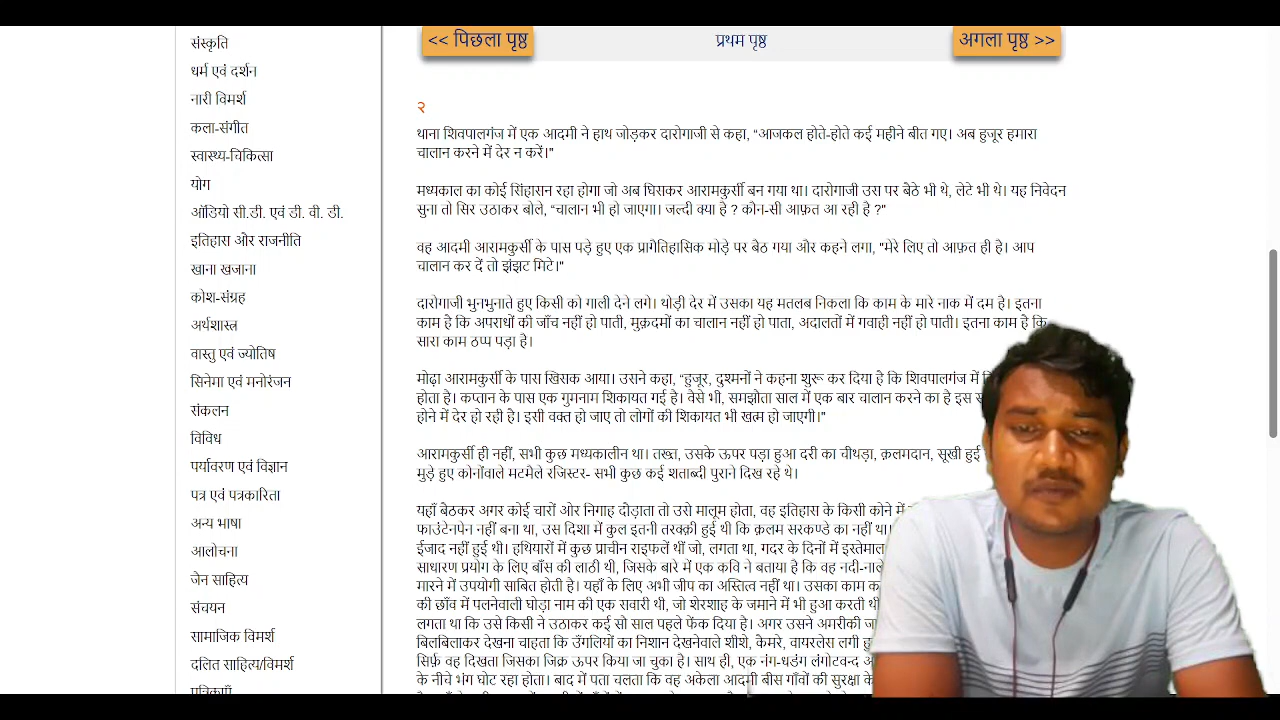 संस्कृति
धर्म एवं दर्शन
नारी विमर्श
कला-संगीत
स्वास्थ्य-चिकित्सा
योग
ऑडियो सी.डी. एवं डी. वी. डी.
इतिहास और राजनीति
खाना खजाना
कोश-संग्रह
अर्थशास्त्र
वास्तु एवं ज्योतिष
सिनेमा एवं मनोरंजन
संकलन
विविध
पर्यावरण एवं विज्ञान
पत्र एवं पत्रकारिता
अन्य भाषा
आलोचना
जैन साहित्य
संचयन
सामाजिक विमर्श
दलित साहित्य/विमर्श
पत्रिकाएँ
<< पिछला पृष्ठ प्रथम पृष्ठ अगला पृष्ठ >>
२
थाना शिवपालगंज में एक आदमी ने हाथ जोड़कर दारोगाजी से कहा, “आजकल होते-होते कई महीने बीत गए। अब हुजूर हमारा
चालान करने में देर न करें।"
मध्यकाल का कोई सिंहासन रहा होगा जो अब घिसकर आरामकुर्सी बन गया था। दारोगाजी उस पर बैठे भी थे, लेटे भी थे। यह निवेदन
सुना तो सिर उठाकर बोले, “चालान भी हो जाएगा। जल्दी क्या है ? कौन-सी आफ़त आ रही है ?"
वह आदमी आरामकुर्सी के पास पड़े हुए एक प्रागैतिहासिक मोढ़े पर बैठ गया और कहने लगा, "मेरे लिए तो आफ़त ही है। आप
चालान कर दें तो झंझट मिटे।"
दारोगाजी भुनभुनाते हुए किसी को गाली देने लगे। थोड़ी देर में उसका यह मतलब निकला कि काम के मारे नाक में दम है। इतना
काम है कि अपराधों की जाँच नहीं हो पाती, मुक़दमों का चालान नहीं हो पाता, अदालतों में गवाही नहीं हो पाती। इतना काम है कि
सारा काम ठप्प पड़ा है।
मोढ़ा आरामकुर्सी के पास खिसक आया। उसने कहा, “हुजूर, दुश्मनों ने कहना शुरू कर दिया है कि शिवपालगंज में
होता है। कप्तान के पास एक गुमनाम शिकायत गई है। वैसे भी, समझौता साल में एक बार चालान करने का है इस
होने में देर हो रही है। इसी वक्त हो जाए तो लोगों की शिकायत भी खत्म हो जाएगी।"
आरामकुर्सी ही नहीं, सभी कुछ मध्यकालीन था। तख्त, उसके ऊपर पड़ा हुआ दरी का चीथड़ा, क़लमदान, सूखी हुई
मुड़े हुए कोनोंवाले मटमैले रजिस्टर- सभी कुछ कई शताब्दी पुराने दिख रहे थे।
यहाँ बैठकर अगर कोई चारों ओर निगाह दौड़ाता तो उसे मालूम होता, वह इतिहास के किसी कोने में
फाउंटेनपेन नहीं बना था, उस दिशा में कुल इतनी तरक्की हुई थी कि क़लम सरकण्डे का नहीं था।
ईजाद नहीं हुई थी। हथियारों में कुछ प्राचीन राइफलें थीं जो, लगता था, गदर के दिनों में इस्तेमाल
साधारण प्रयोग के लिए बाँस की लाठी थी, जिसके बारे में एक कवि ने बताया है कि वह नदी-नाले
मारने में उपयोगी साबित होती है। यहाँ के लिए अभी जीप का अस्तित्व नहीं था। उसका काम
की छाँव में पलनेवाली घोड़ा नाम की एक सवारी थी, जो शेरशाह के जमाने में भी हुआ करती थी
लगता था कि उसे किसी ने उठाकर कई सौ साल पहले फेंक दिया है। अगर उसने अमरीकी
बिलबिलाकर देखना चाहता कि उँगलियों का निशान देखनेवाले शीशे, कैमरे, वायरलेस लगी
सिर्फ़ वह दिखता जिसका जिक्र ऊपर किया जा चुका है। साथ ही, एक नंग-धड़ंग लंगोटबन्द
के नीचे भंग घोट रहा होता। बाद में पता चलता कि वह अकेला आदमी बीस गाँवों की सुरक्षा के